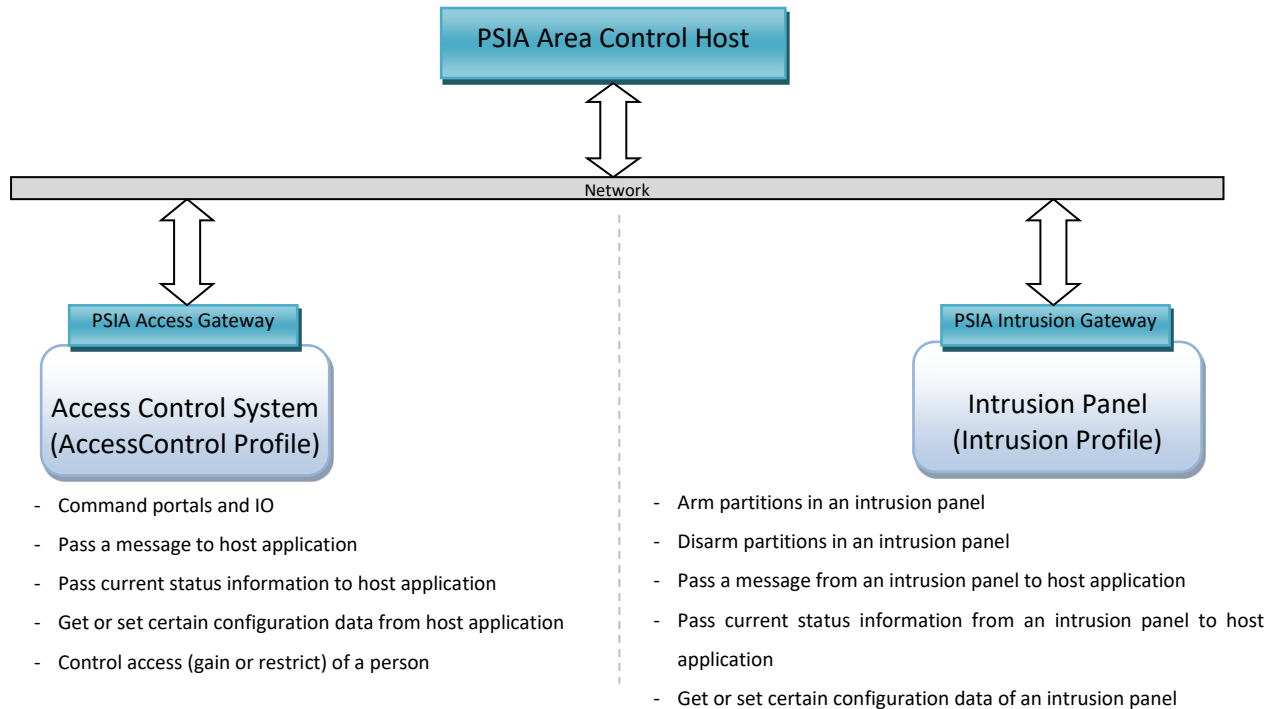 PSIA Area Control Host
Network
PSIA Access Gateway
Access Control System
(AccessControl Profile)
- Command portals and IO
- Pass a message to host application
- Pass current status information to host application
- Get or set certain configuration data from host application
- Control access (gain or restrict) of a person
PSIA Intrusion Gateway
Intrusion Panel
(Intrusion Profile)
- Arm partitions in an intrusion panel
- Disarm partitions in an intrusion panel
- Pass a message from an intrusion panel to host application
- Pass current status information from an intrusion panel to host
application
- Get or set certain configuration data of an intrusion panel